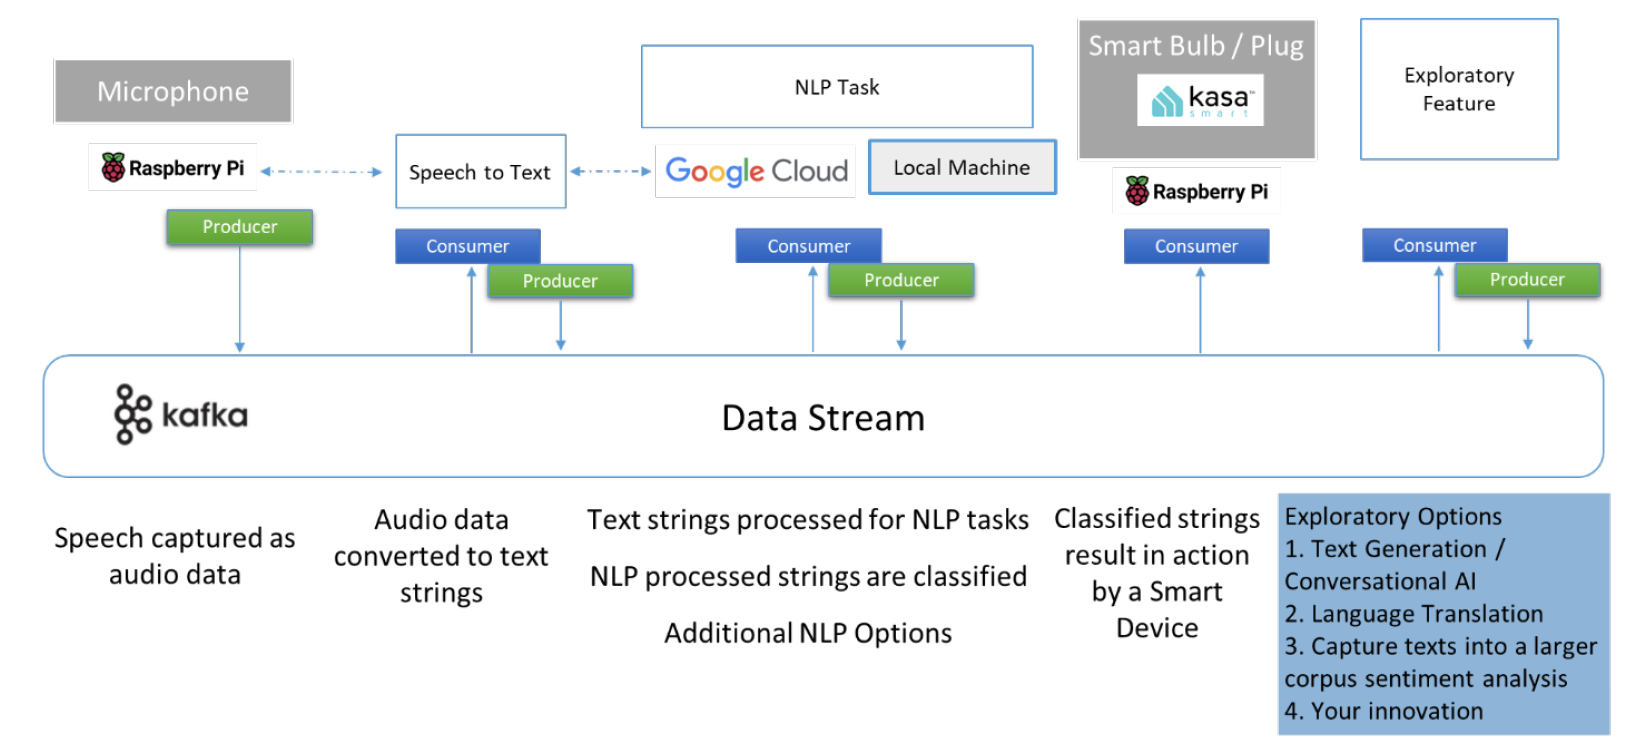 Microphone
Raspberry Pi
Producer
Speech to Text
Consumer
Producer
NLP Task
Google Cloud
Local Machine
Consumer
Producer
Smart Bulb / Plug
kasa™
smart
Raspberry Pi
Consumer
Exploratory
Feature
Consumer
Producer
kafka
Data Stream
Speech captured as
audio data
Audio data
converted to text
strings
Text strings processed for NLP tasks
NLP processed strings are classified
Additional NLP Options
Classified strings
result in action
by a Smart
Device
Exploratory Options
1. Text Generation /
Conversational AI
2. Language Translation
3. Capture texts into a larger
corpus sentiment analysis
4. Your innovation